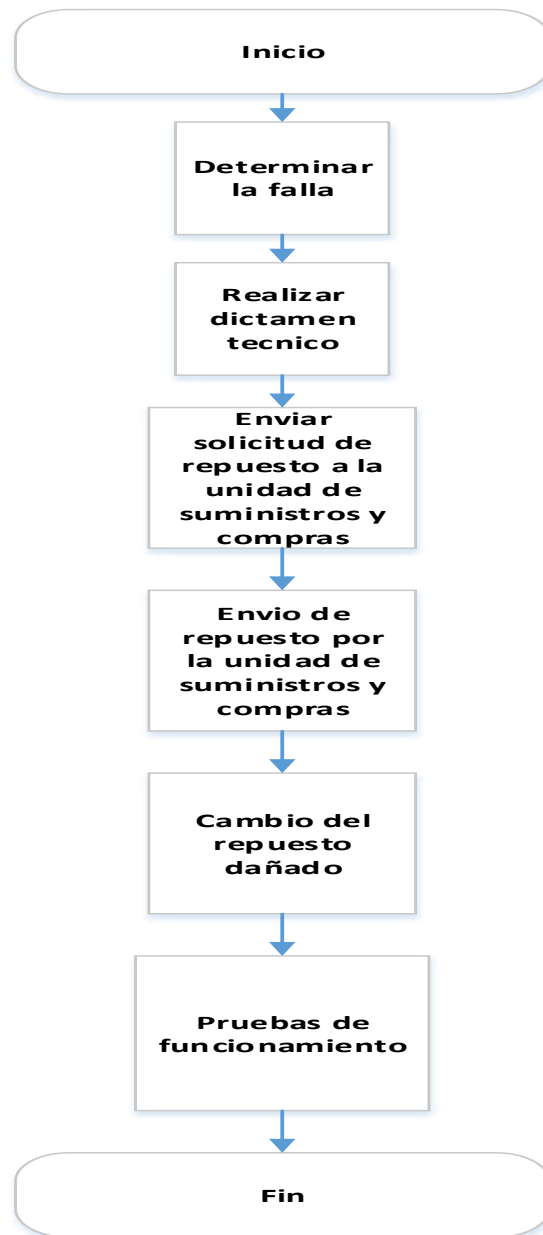 Inicio
Determinar
la falla
Realizar
dictamen
tecnico
Enviar
solicitud de
repuesto a la
unidad de
suministros y
compras
Envio de
repuesto por
la unidad de
suministros y
compras
Cambio del
repuesto
dañado
Pruebas de
funcionamiento
Fin